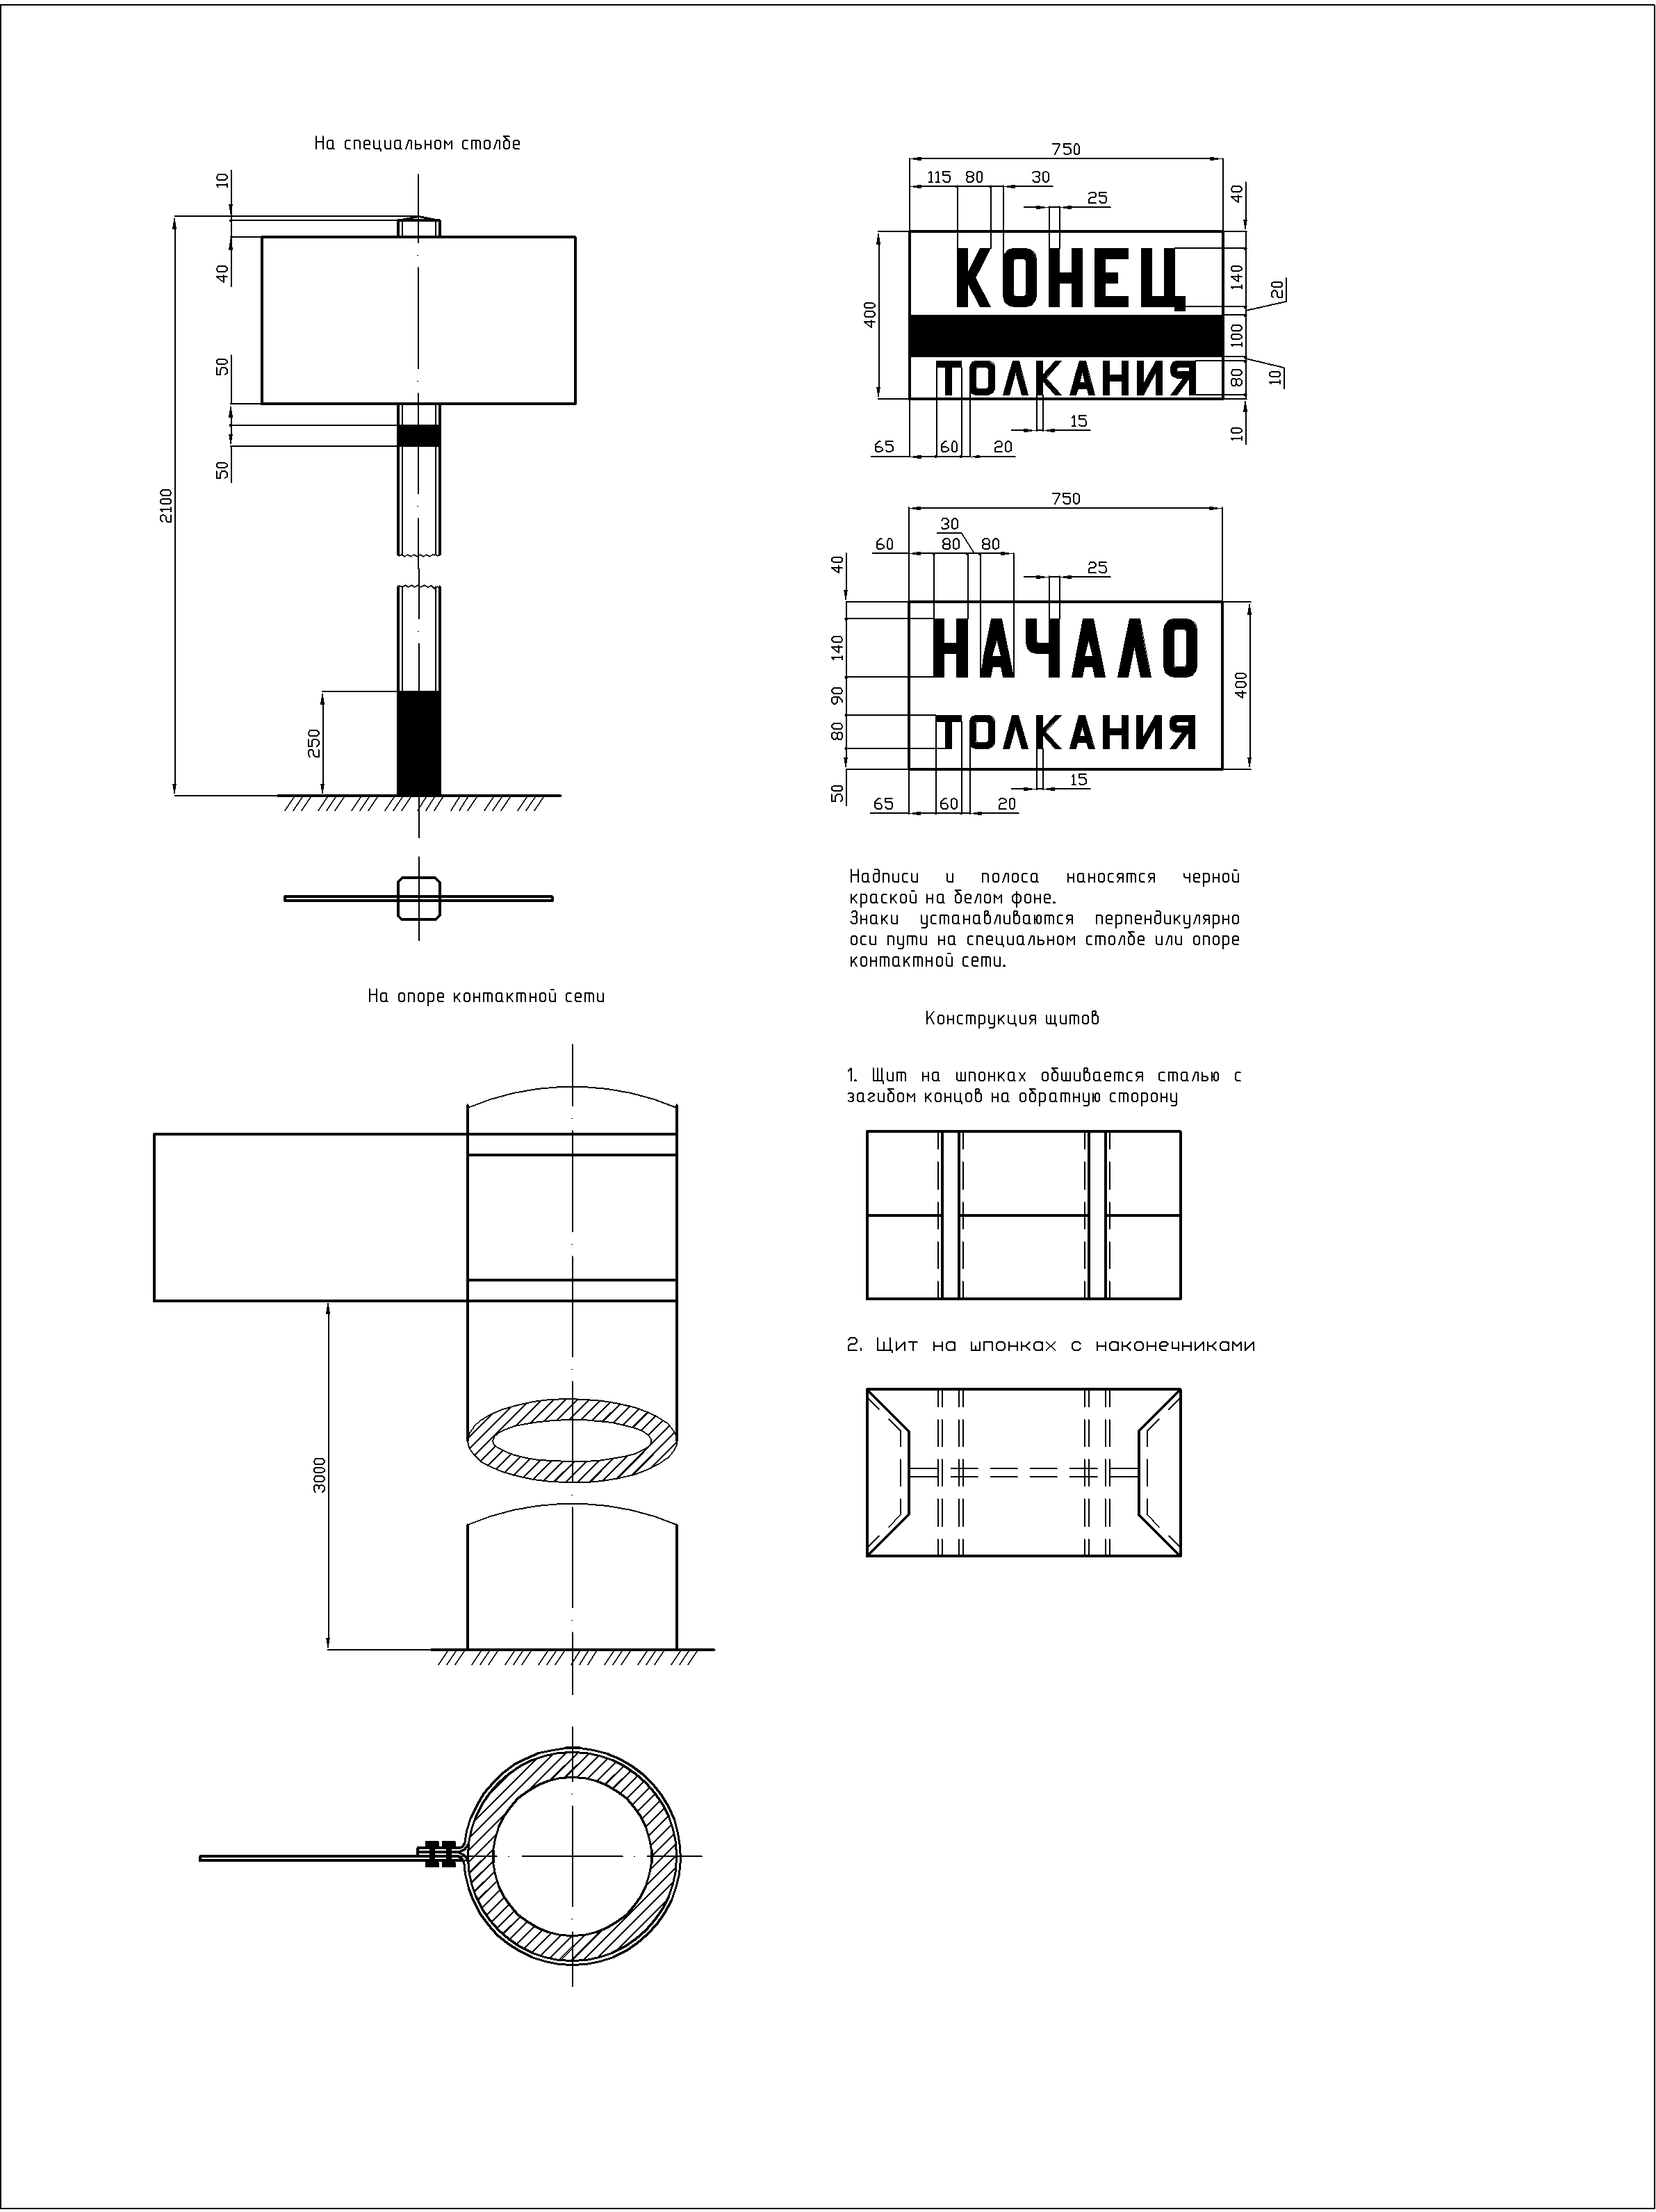 На специальном столбе
10
40
50
50
2100
250
750
115 80 30
25
40
КОНЕЦ
140
20
400
100
ТОЛКАНИЯ
80
10
15
10
65 60 20
750
30
60 80 80
25
40
НАЧАЛО
140
400
90
ТОЛКАНИЯ
80
15
50
65 60 20
Надписи и полоса наносятся черной
краской на белом фоне.
Знаки устанавливаются перпендикулярно
оси пути на специальном столбе или опоре
контактной сети.
На опоре контактной сети
3000
Конструкция щитов
1. Щит на шпонках обшивается сталью с
загибом концов на обратную сторону
2. Щит на шпонках с наконечниками